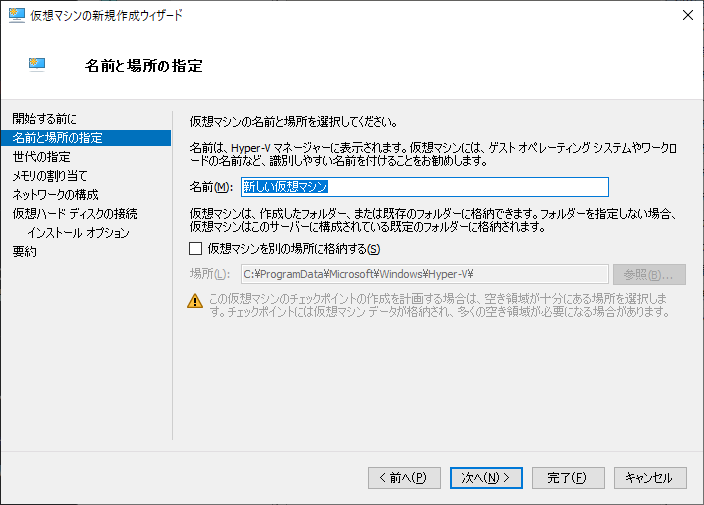 仮想マシンの新規作成ウィザード
名前と場所の指定
開始する前に
名前と場所の指定
世代の指定
メモリの割り当て
ネットワークの構成
仮想ハード ディスクの接続
インストール オプション
要約
仮想マシンの名前と場所を選択してください。
名前は、Hyper-V マネージャーに表示されます。仮想マシンには、ゲスト オペレーティング システムやワークロ
ードの名前など、識別しやすい名前を付けることをお勧めします。
名前(M): 新しい仮想マシン
仮想マシンは、作成したフォルダー、または既存のフォルダーに格納できます。フォルダーを指定しない場合、
仮想マシンはこのサーバーに構成されている既定のフォルダーに格納されます。
仮想マシンを別の場所に格納する(S)
場所(L): C:¥ProgramData¥Microsoft¥Windows¥Hyper-V¥ 参照(B)...
この仮想マシンのチェックポイントの作成を計画する場合は、空き領域が十分にある場所を選択しま
す。チェックポイントには仮想マシン データが格納され、多くの空き領域が必要になる場合があります。
< 前へ(P) 次へ(N) > 完了(F) キャンセル